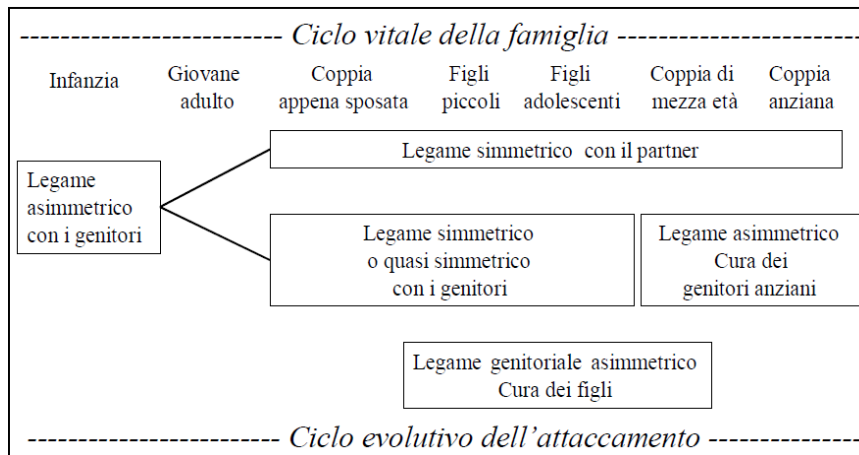 Ciclo vitale della famiglia
Infanzia
Giovane
adulto
Coppia
appena sposata
Figli
piccoli
Figli
adolescenti
Coppia di
mezza età
Coppia
anziana
Legame simmetrico con il partner
Legame
asimmetrico
con i genitori
Legame simmetrico
o quasi simmetrico
con i genitori
Legame asimmetrico
Cura dei
genitori anziani
Legame genitoriale asimmetrico
Cura dei figli
Ciclo evolutivo dell'attaccamento